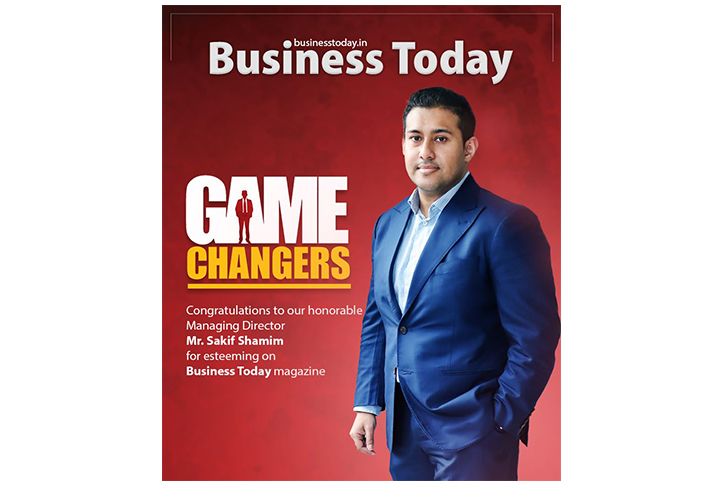 businesstoday.in
Business Today
GAME
CHANGERS
Congratulations to our honorable
Managing Director
Mr. Sakif Shamim
for esteeming on
Business Today magazine